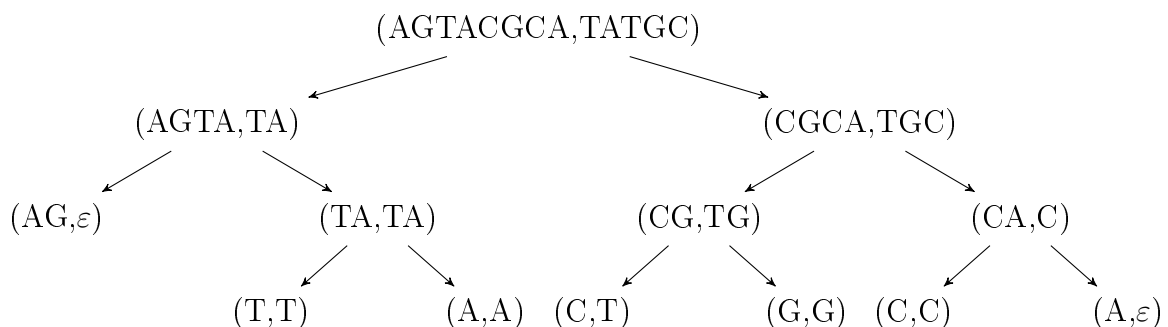 (AGTACGCA,TATGC)
(AGTA,TA) (CGCA,TGC)
(AG,ε) (TA,TA) (CG,TG) (CA,C)
(T,T) (A,A) (C,T) (G,G) (C,C) (A,ε)